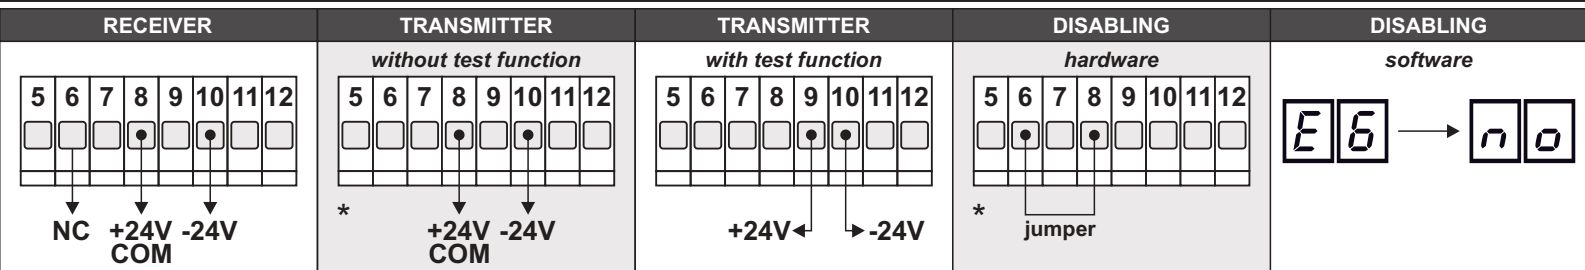 RECEIVER
5 6 7 8 9 10 11 12
NC +24V -24V
COM
TRANSMITTER
without test function
5 6 7 8 9 10 11 12
* +24V -24V
COM
TRANSMITTER
with test function
5 6 7 8 9 10 11 12
+24V -24V
DISABLING
hardware
5 6 7 8 9 10 11 12
* jumper
DISABLING
software
E6 no